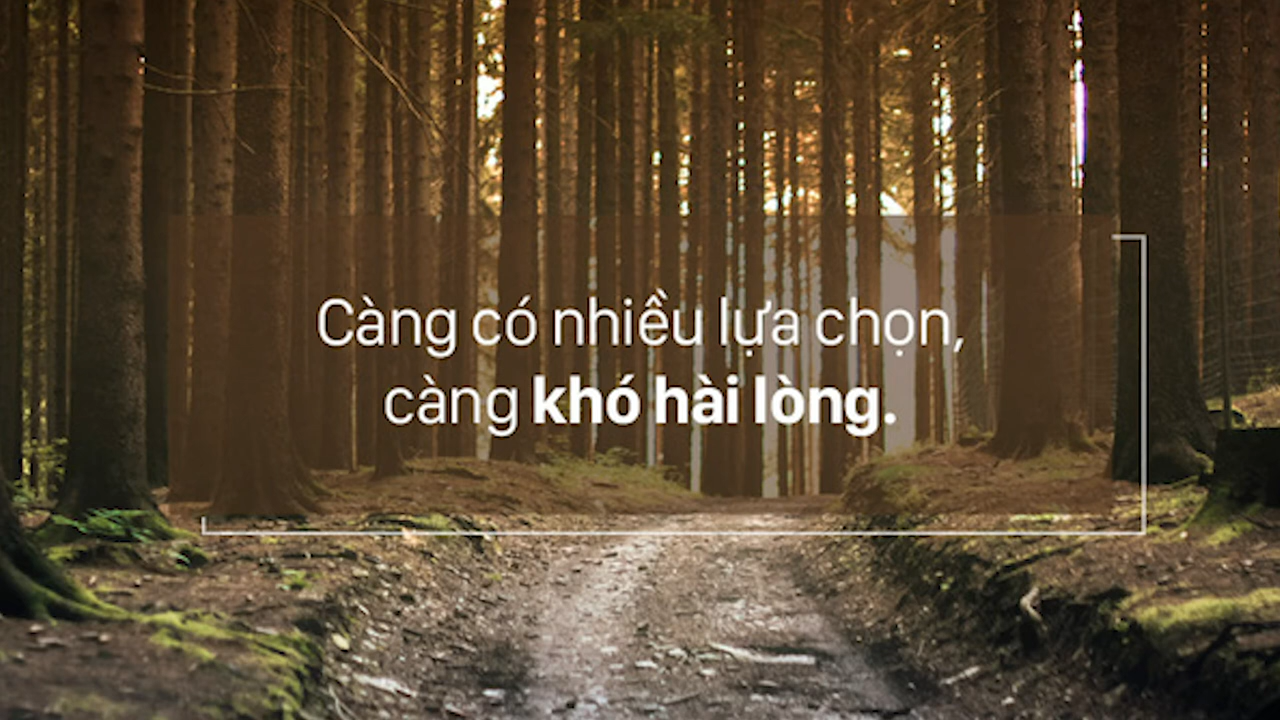 Càng có nhiều lựa chọn,
càng khó hài lòng.